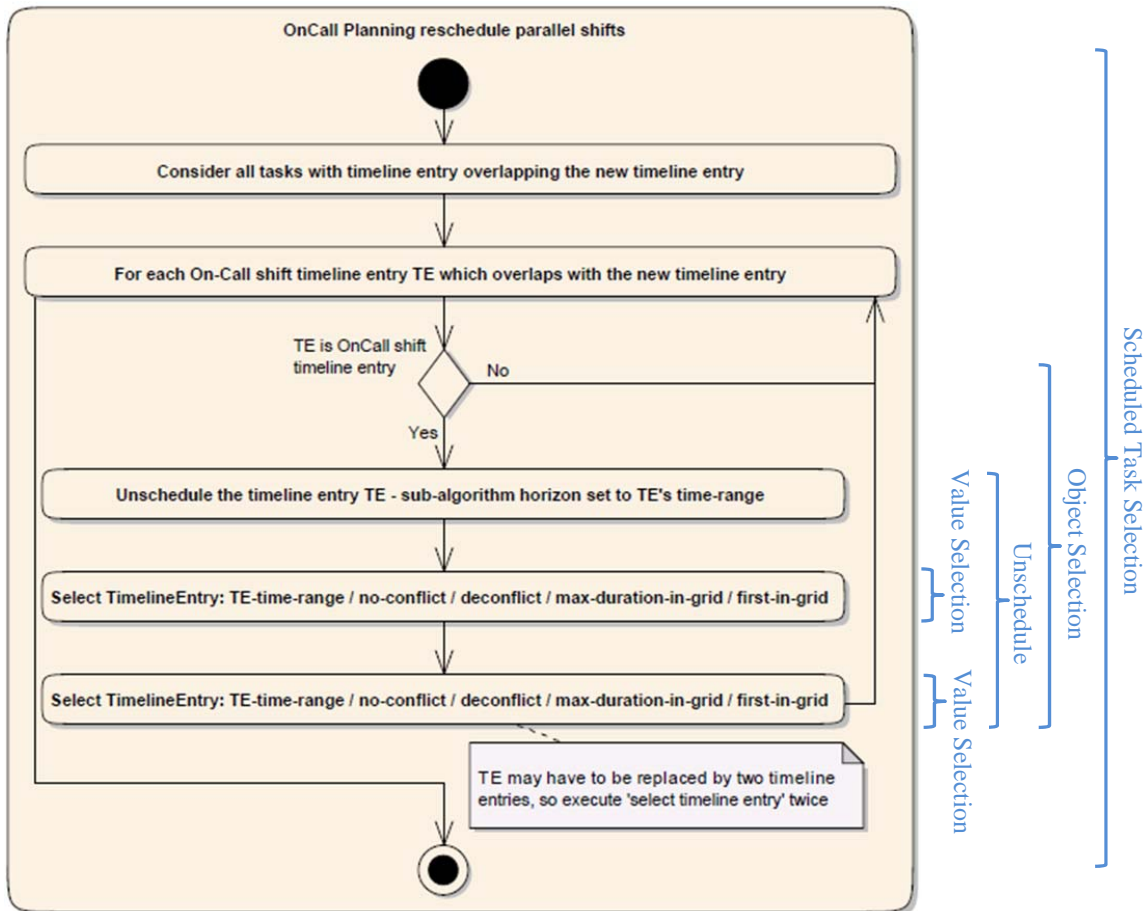 OnCall Planning reschedule parallel shifts
Consider all tasks with timeline entry overlapping the new timeline entry
For each On-Call shift timeline entry TE which overlaps with the new timeline entry
TE is OnCall shift
timeline entry
No
Yes
Unschedule the timeline entry TE - sub-algorithm horizon set to TE's time-range
Select TimelineEntry: TE-time-range / no-conflict / deconflict / max-duration-in-grid / first-in-grid
Select TimelineEntry: TE-time-range / no-conflict / deconflict / max-duration-in-grid / first-in-grid
TE may have to be replaced by two timeline
entries, so execute 'select timeline entry' twice
Value Selection
Value Selection
Unschedule
Object Selection
Scheduled Task Selection